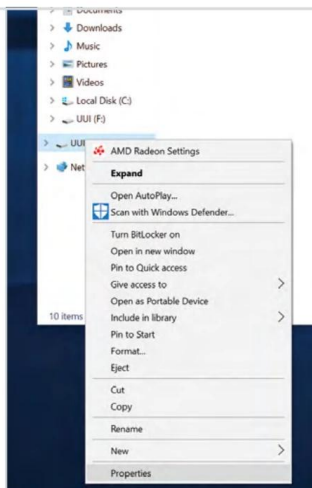 Documents
Downloads
Music
Pictures
Videos
Local Disk (C:)
UUI (F:)
UUI
Net
AMD Radeon Settings
Expand
Open AutoPlay...
Scan with Windows Defender...
Turn BitLocker on
Open in new window
Pin to Quick access
Give access to
Open as Portable Device
Include in library
Pin to Start
Format...
Eject
Cut
Copy
Rename
New
Properties
10 items